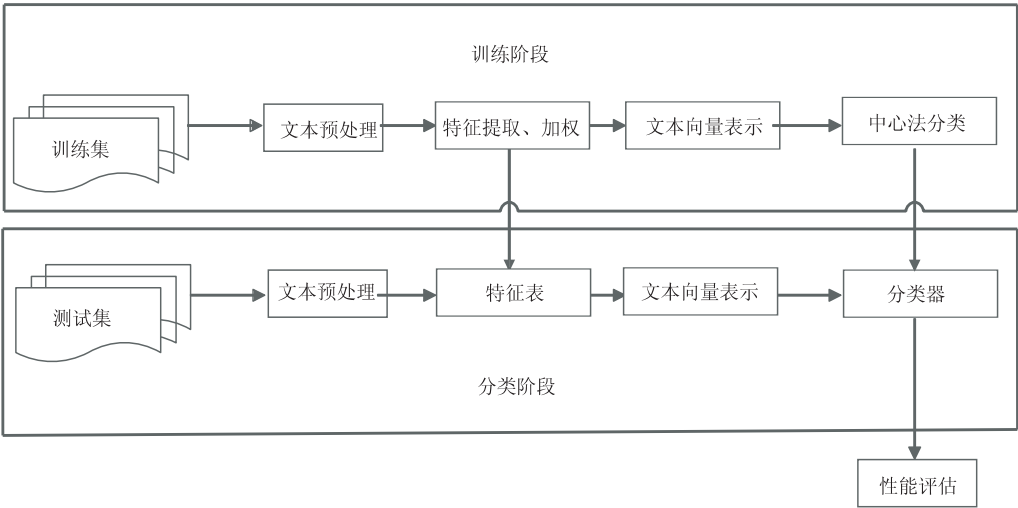 训练阶段
训练集
文本预处理
特征提取、加权
文本向量表示
中心法分类
测试集
文本预处理
特征表
文本向量表示
分类器
分类阶段
性能评估